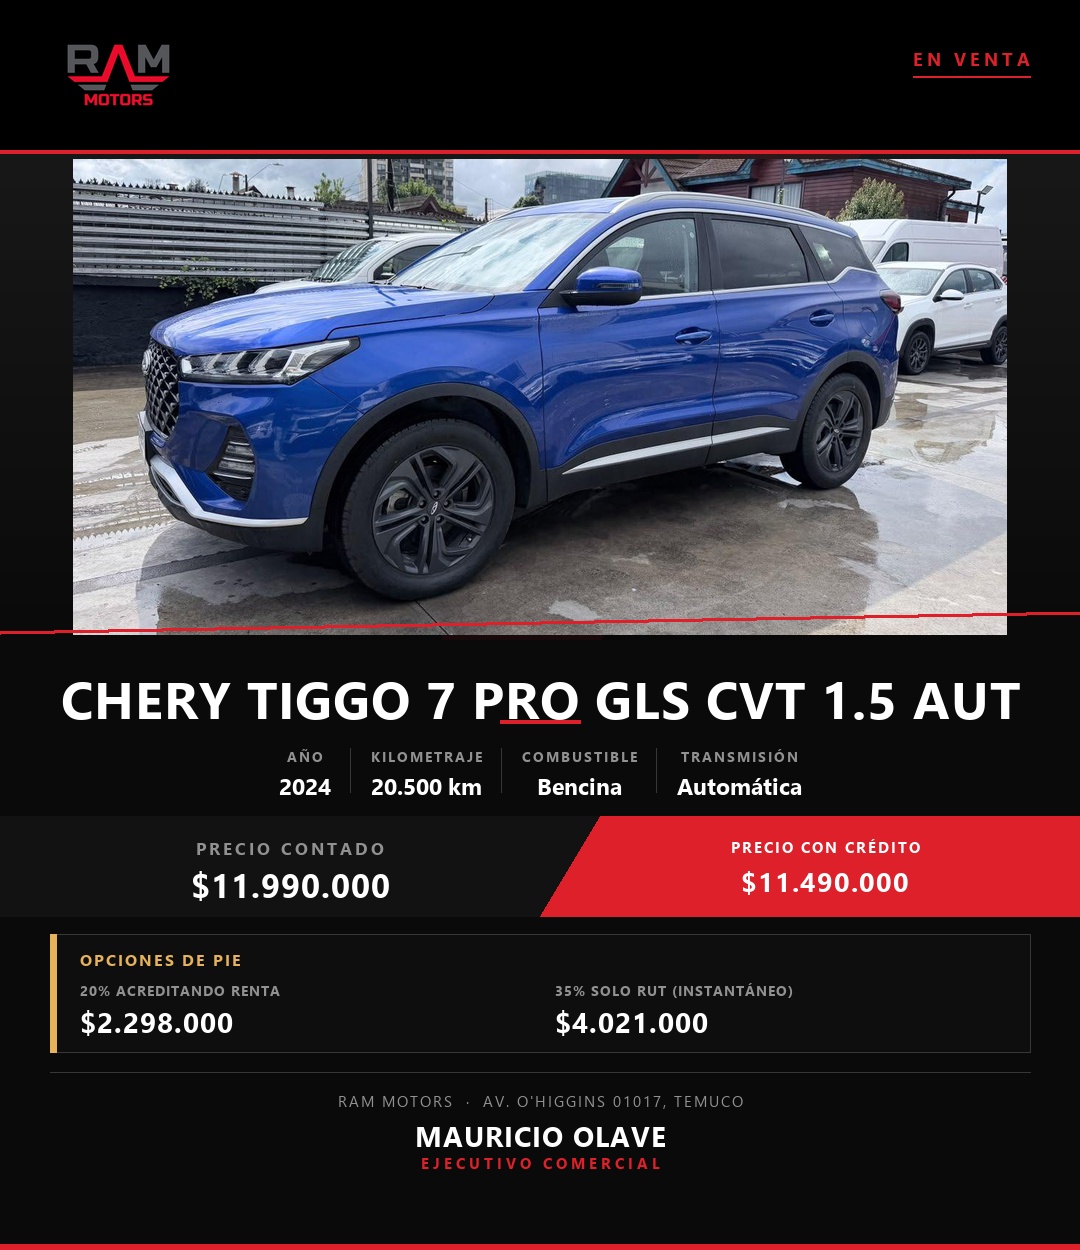 RAM
MOTORS
EN VENTA
CHERY TIGGO 7 PRO GLS CVT 1.5 AUT
AÑO KILOMETRAJE COMBUSTIBLE TRANSMISIÓN
2024 20.500 km Bencina Automática
PRECIO CONTADO
$11.990.000
PRECIO CON CRÉDITO
$11.490.000
OPCIONES DE PIE
20% ACREDITANDO RENTA
$2.298.000
35% SOLO RUT (INSTANTÁNEO)
$4.021.000
RAM MOTORS · AV. O'HIGGINS 01017, TEMUCO
MAURICIO OLAVE
EJECUTIVO COMERCIAL